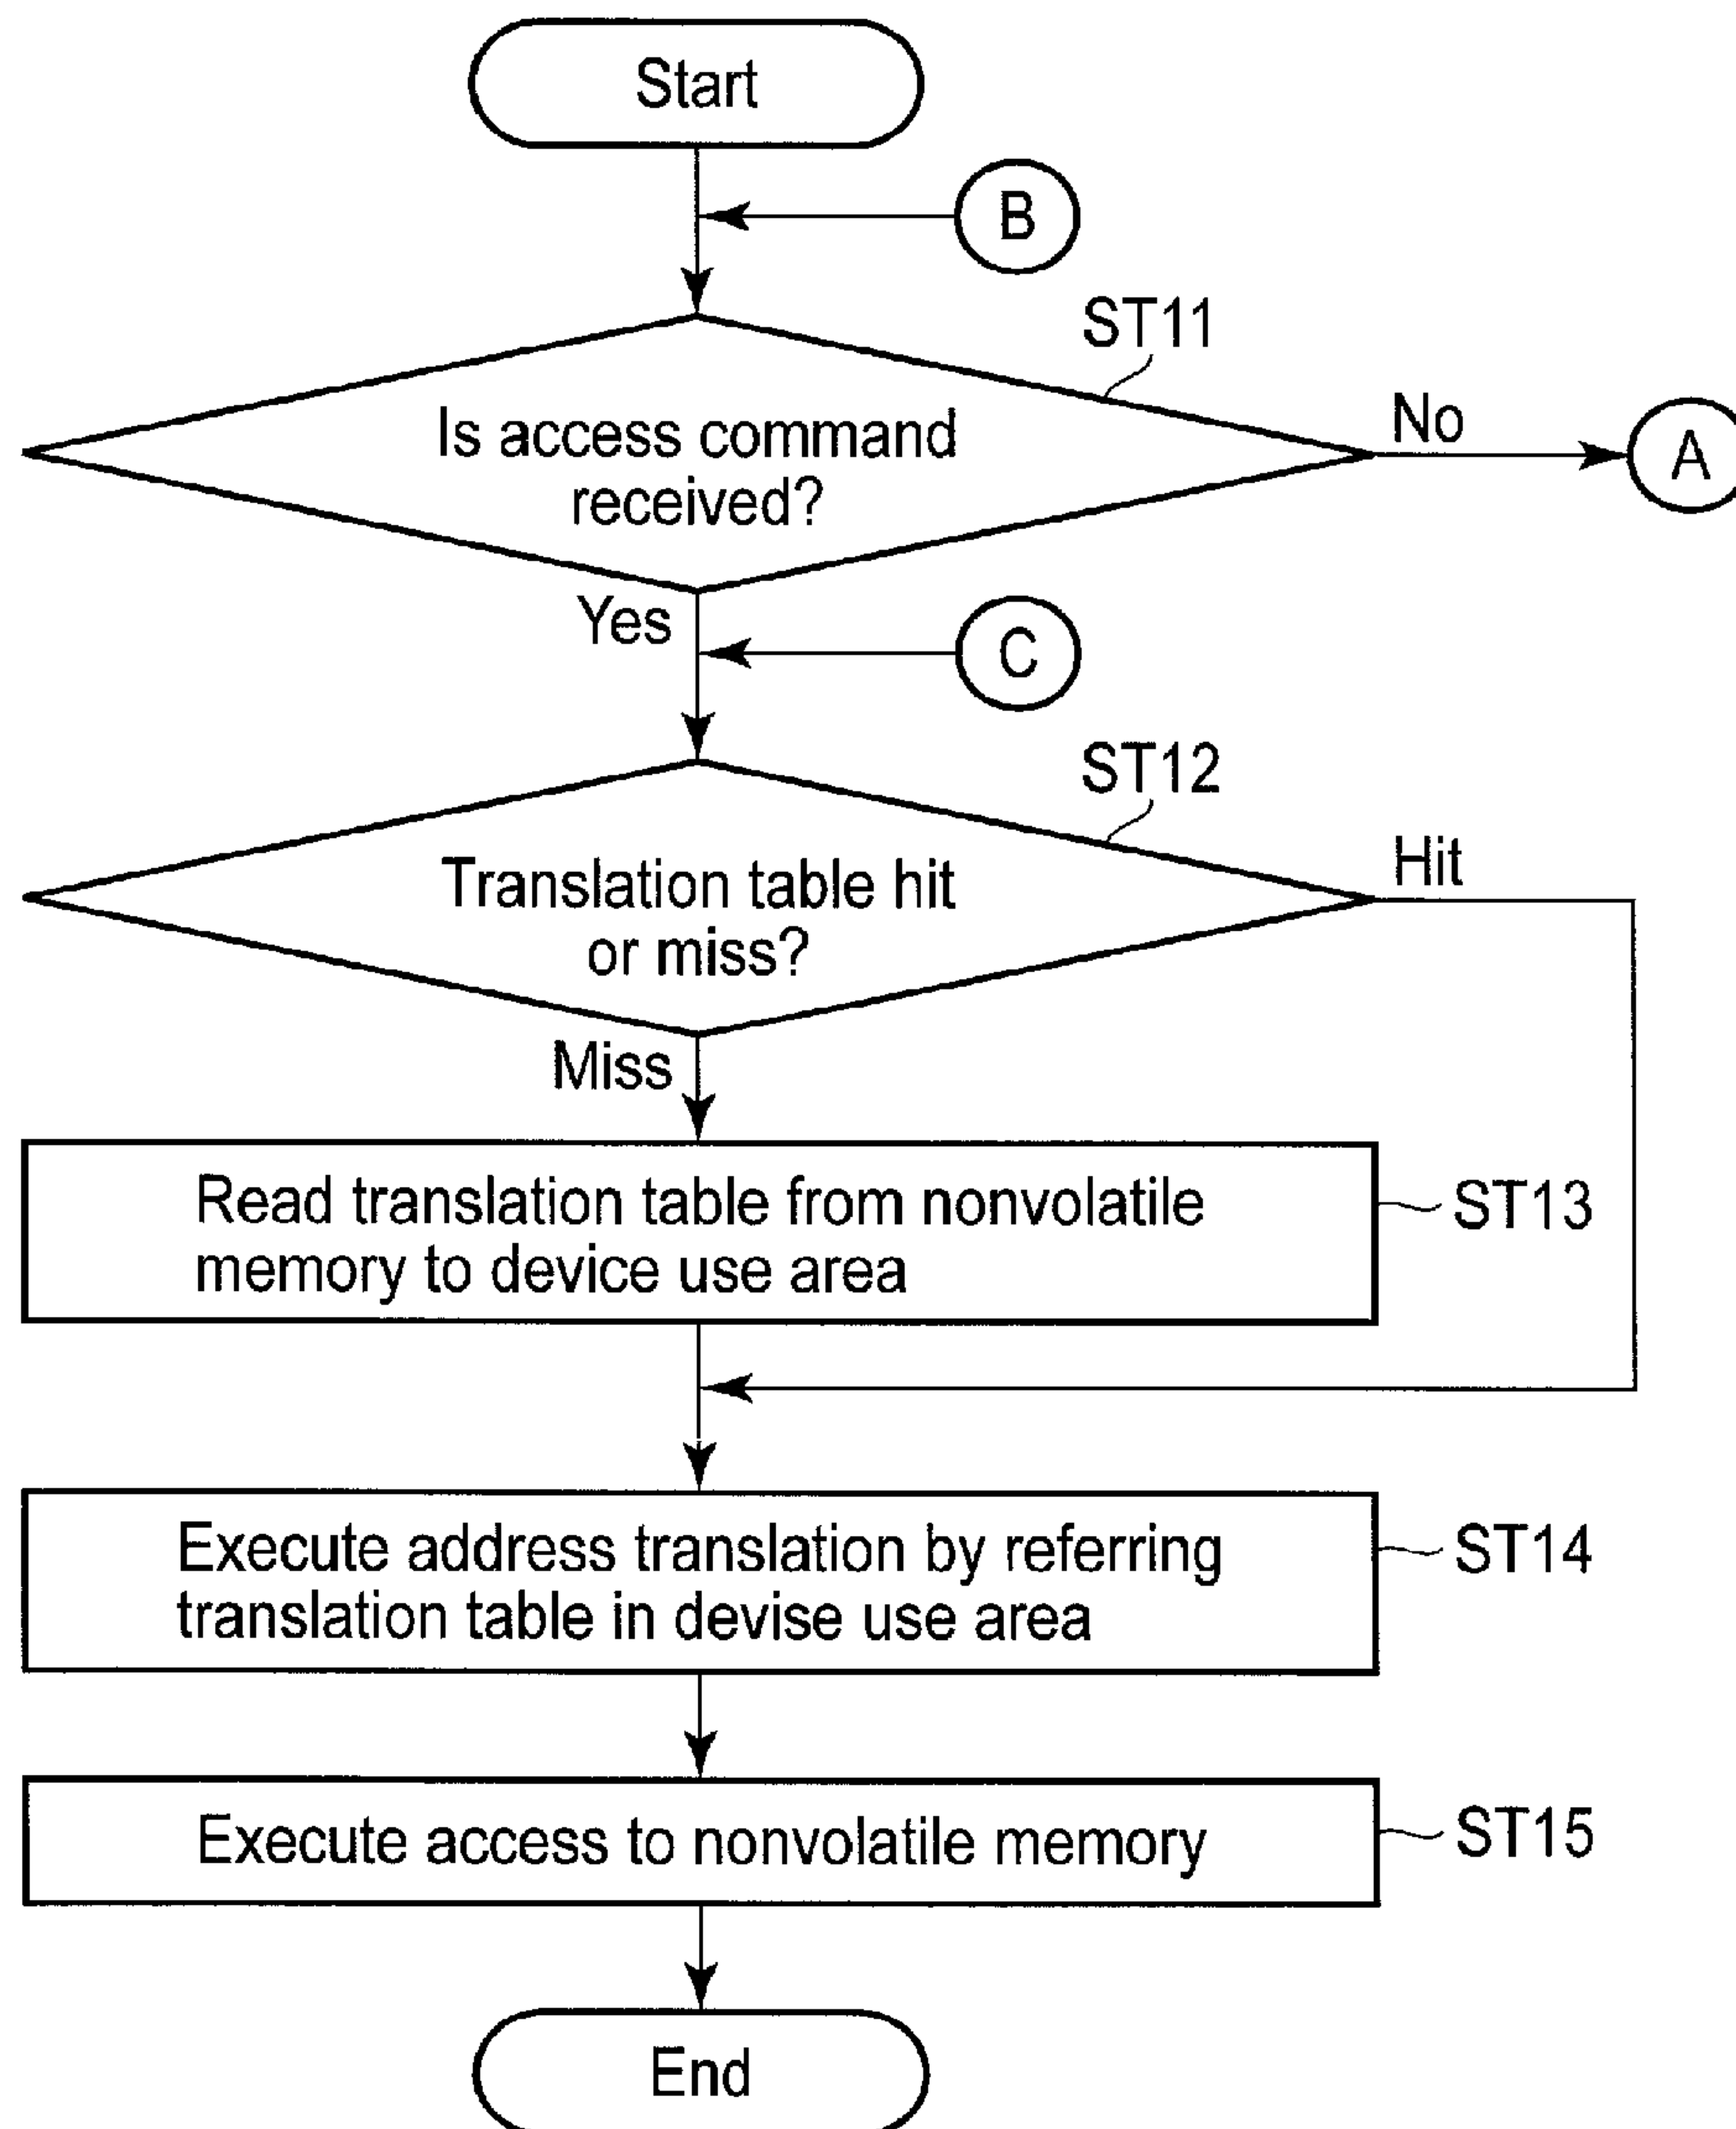 Start
B
ST11
Is access command
received?
No
A
Yes
C
ST12
Translation table hit
or miss?
Hit
Miss
Read translation table from nonvolatile
memory to device use area
ST13
Execute address translation by referring
translation table in devise use area
ST14
Execute access to nonvolatile memory
ST15
End